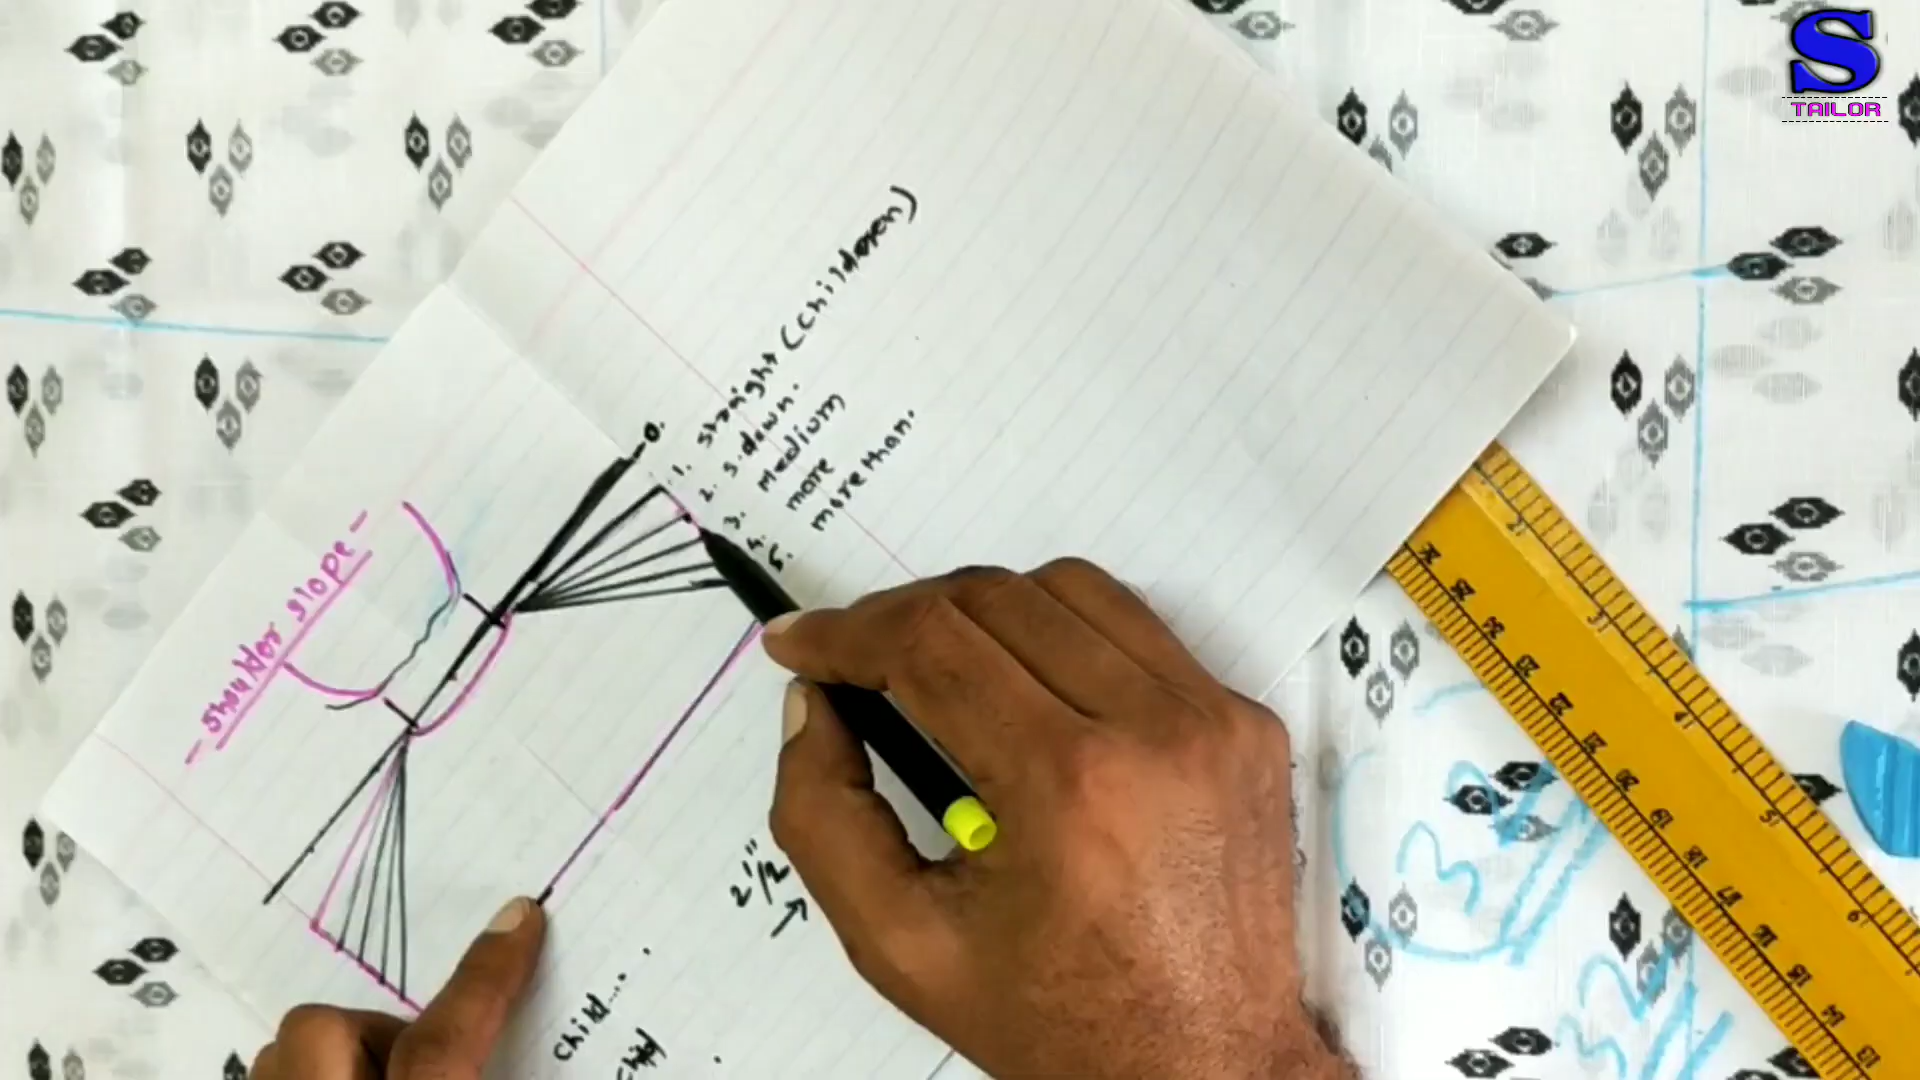 S
TAILOR
- shoulder slope -
0.
1. straight (children)
2. s.down.
3. medium
4. more
5. more than.
2 1/2"
child....